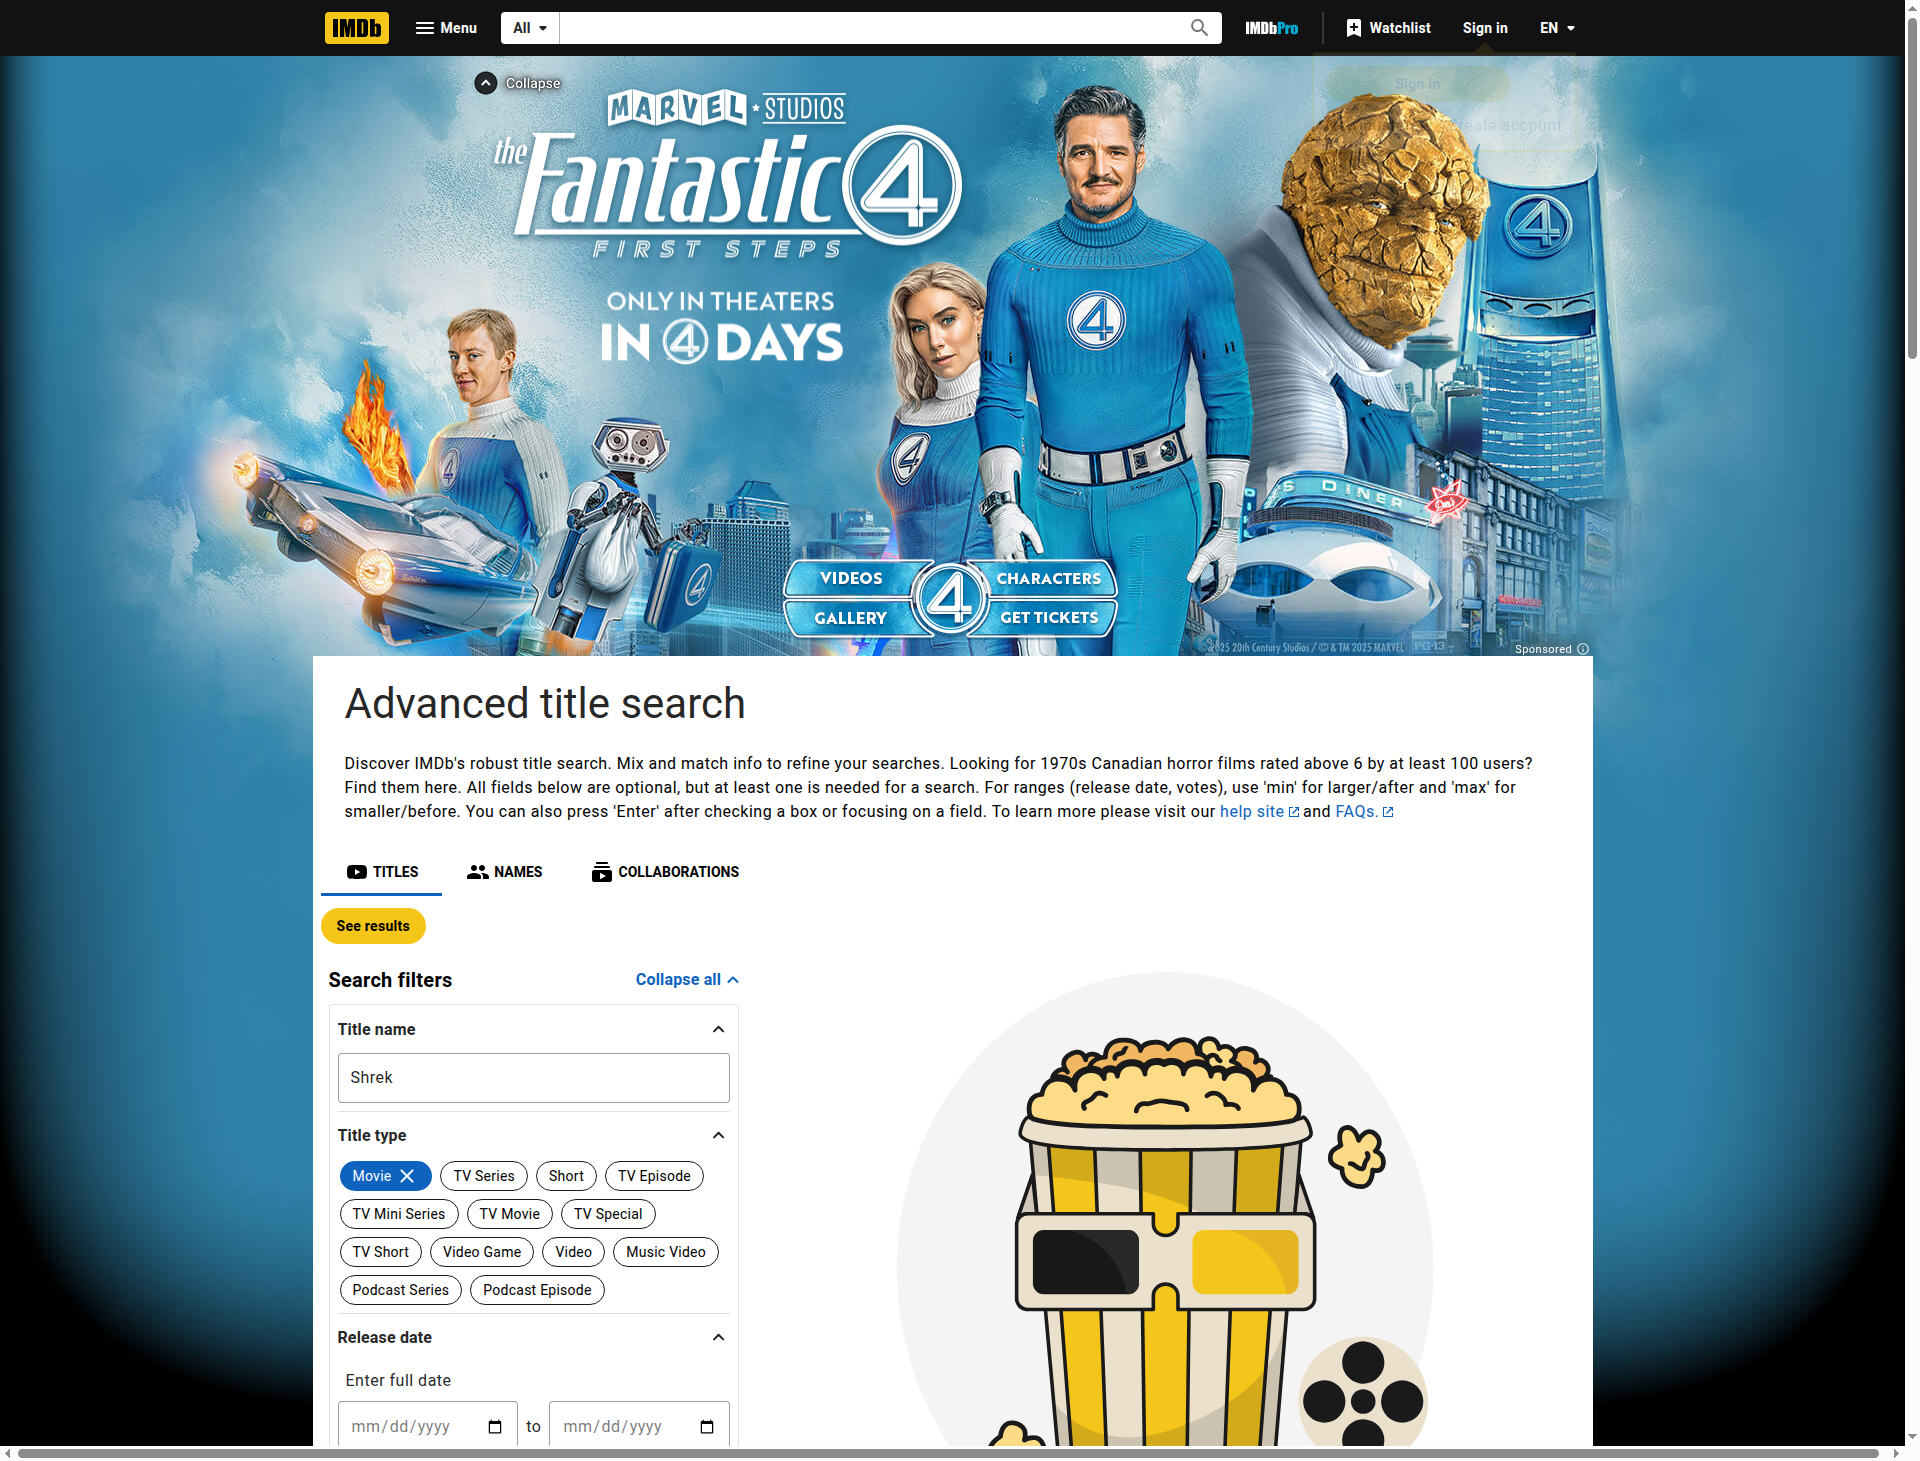 IMDb
Menu
All
IMDbPro
Watchlist
Sign in
EN
Sign in
Create account
Collapse
MARVEL STUDIOS
the Fantastic 4
FIRST STEPS
ONLY IN THEATERS
IN 4 DAYS
S DINER
VIDEOS
CHARACTERS
GALLERY
GET TICKETS
©2025 20th Century Studios / © & TM 2025 MARVEL
PG-13
Sponsored
Advanced title search
Discover IMDb's robust title search. Mix and match info to refine your searches. Looking for 1970s Canadian horror films rated above 6 by at least 100 users?
Find them here. All fields below are optional, but at least one is needed for a search. For ranges (release date, votes), use 'min' for larger/after and 'max' for
smaller/before. You can also press 'Enter' after checking a box or focusing on a field. To learn more please visit our help site and FAQs.
TITLES
NAMES
COLLABORATIONS
See results
Search filters
Collapse all
Title name
Shrek
Title type
Movie
TV Series
Short
TV Episode
TV Mini Series
TV Movie
TV Special
TV Short
Video Game
Video
Music Video
Podcast Series
Podcast Episode
Release date
Enter full date
mm/dd/yyyy
to
mm/dd/yyyy